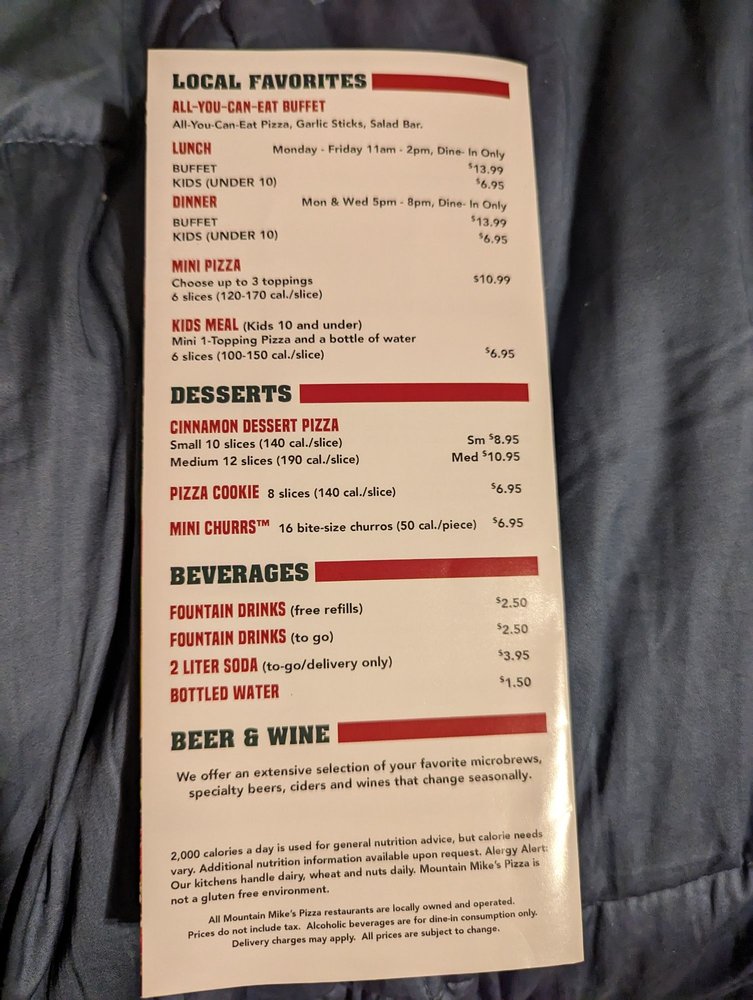 LOCAL FAVORITES
ALL-YOU-CAN-EAT BUFFET
All-You-Can-Eat Pizza, Garlic Sticks, Salad Bar.
LUNCH Monday - Friday 11am - 2pm, Dine- In Only
BUFFET $13.99
KIDS (UNDER 10) $6.95
DINNER Mon & Wed 5pm - 8pm, Dine- In Only
BUFFET $13.99
KIDS (UNDER 10) $6.95
MINI PIZZA
Choose up to 3 toppings $10.99
6 slices (120-170 cal./slice)
KIDS MEAL (Kids 10 and under)
Mini 1-Topping Pizza and a bottle of water
6 slices (100-150 cal./slice) $6.95
DESSERTS
CINNAMON DESSERT PIZZA
Small 10 slices (140 cal./slice) Sm $8.95
Medium 12 slices (190 cal./slice) Med $10.95
PIZZA COOKIE 8 slices (140 cal./slice) $6.95
MINI CHURRS™ 16 bite-size churros (50 cal./piece) $6.95
BEVERAGES
FOUNTAIN DRINKS (free refills) $2.50
FOUNTAIN DRINKS (to go) $2.50
2 LITER SODA (to-go/delivery only) $3.95
BOTTLED WATER $1.50
BEER & WINE
We offer an extensive selection of your favorite microbrews,
specialty beers, ciders and wines that change seasonally.
2,000 calories a day is used for general nutrition advice, but calorie needs
vary. Additional nutrition information available upon request. Alergy Alert:
Our kitchens handle dairy, wheat and nuts daily. Mountain Mike's Pizza is
not a gluten free environment.
All Mountain Mike's Pizza restaurants are locally owned and operated.
Prices do not include tax. Alcoholic beverages are for dine-in consumption only.
Delivery charges may apply. All prices are subject to change.